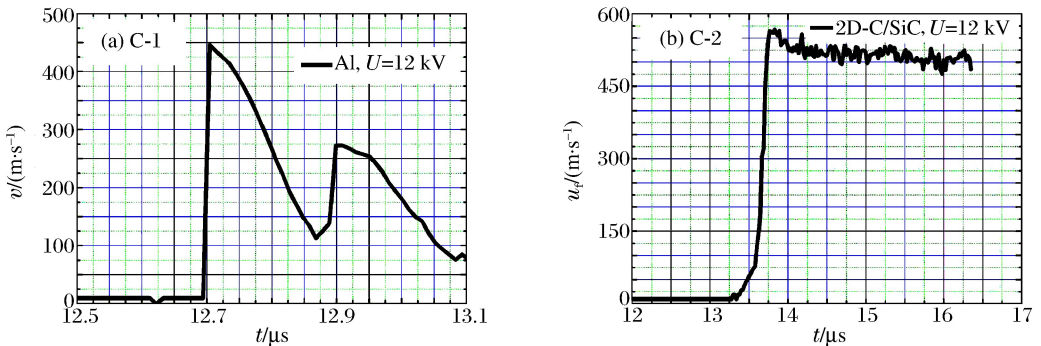 (a) C-1
Al, U=12 kV
v/(m·s⁻¹)
500
400
300
200
100
0
12.5 12.7 12.9 13.1
t/μs
(b) C-2
2D-C/SiC, U=12 kV
u_f/(m·s⁻¹)
600
450
300
150
0
12 13 14 15 16 17
t/μs